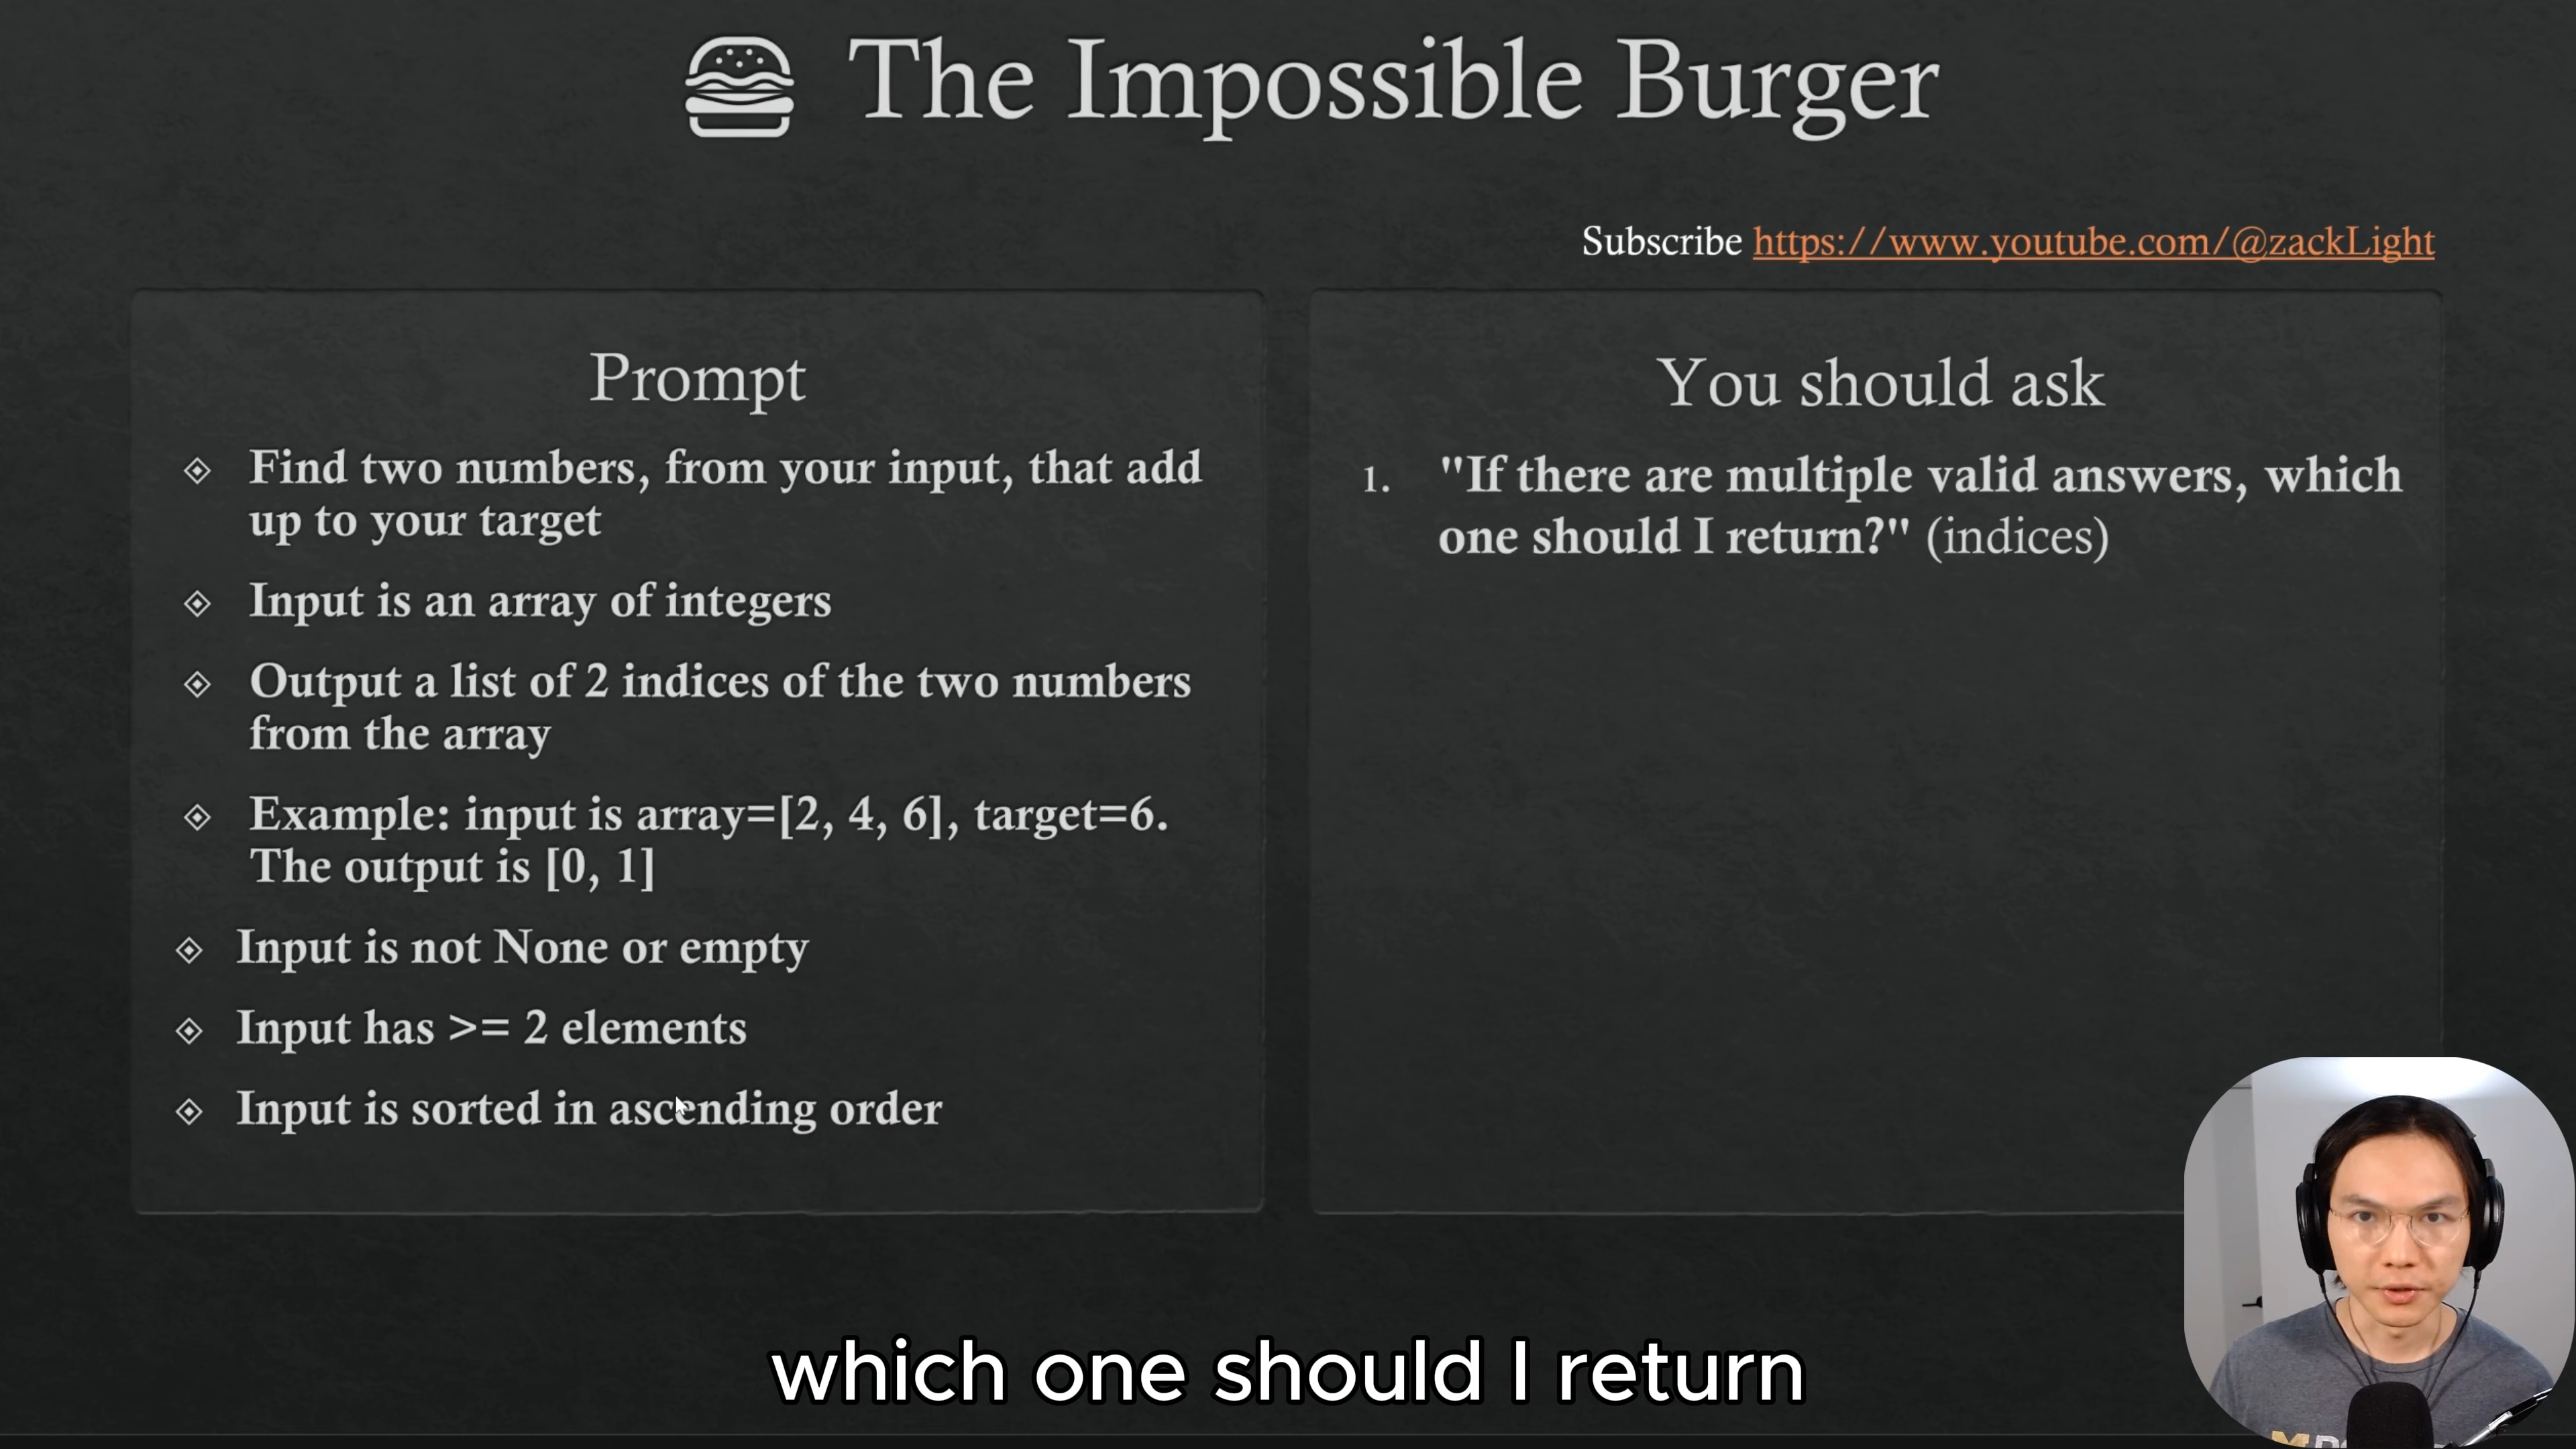 The Impossible Burger
Subscribe https://www.youtube.com/@zackLight
Prompt
Find two numbers, from your input, that add
up to your target
Input is an array of integers
Output a list of 2 indices of the two numbers
from the array
Example: input is array=[2, 4, 6], target=6.
The output is [0, 1]
Input is not None or empty
Input has >= 2 elements
Input is sorted in ascending order
You should ask
1. "If there are multiple valid answers, which
one should I return?" (indices)
which one should I return